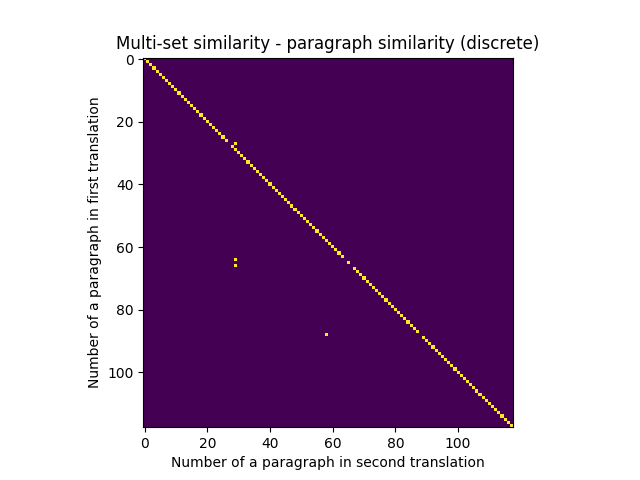 Multi-set similarity - paragraph similarity (discrete)
0
20
40
60
80
100
Number of a paragraph in first translation
0 20 40 60 80 100
Number of a paragraph in second translation